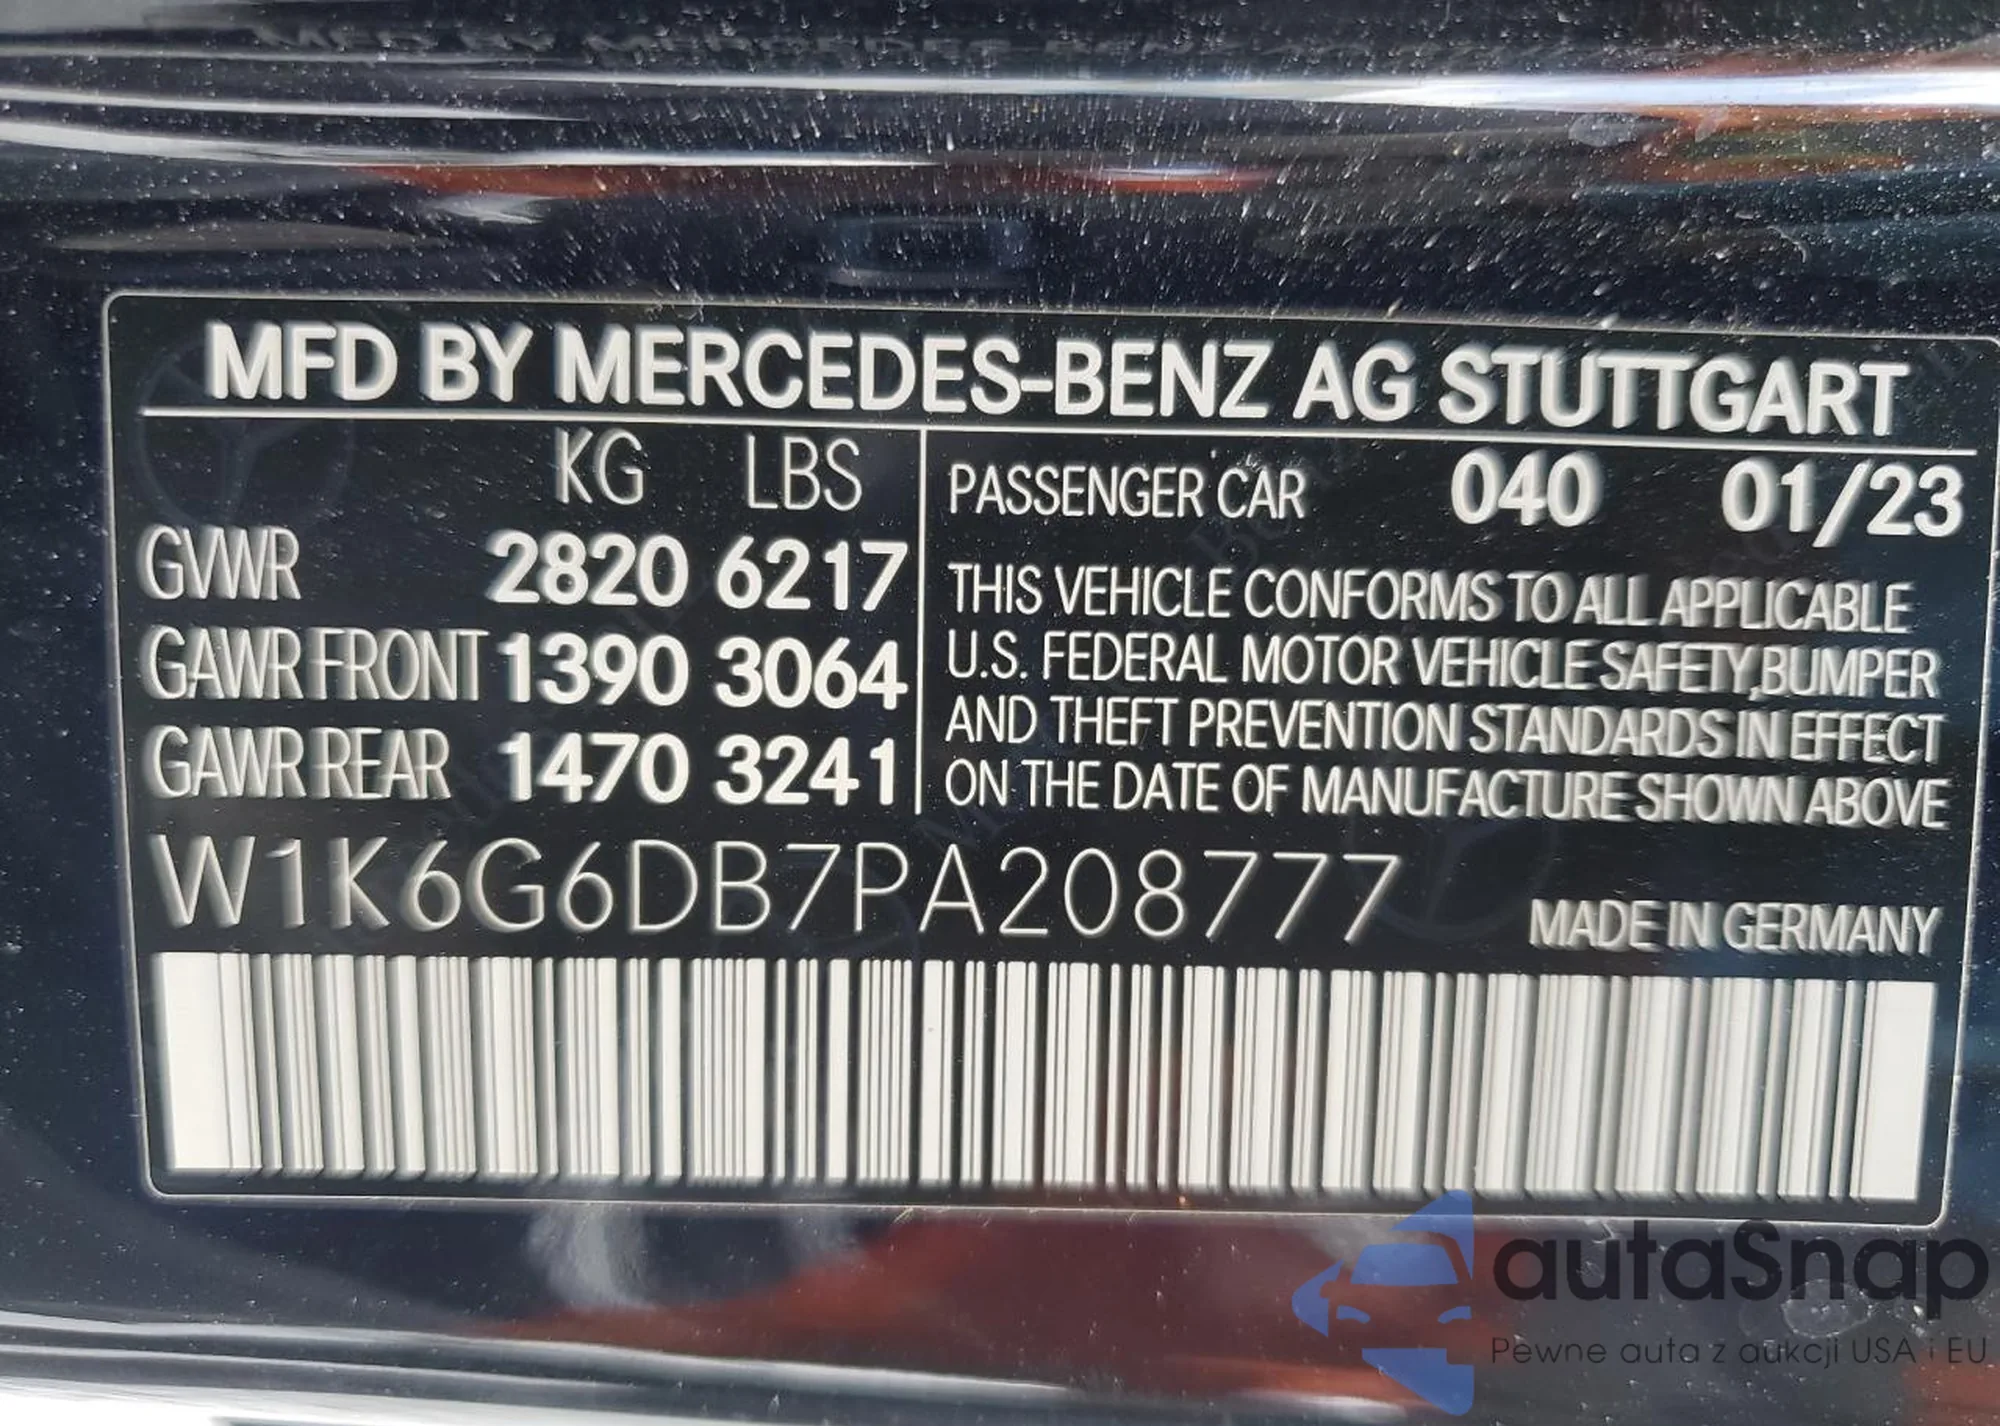 MFD BY MERCEDES-BENZ AG STUTTGART
KG LBS
GVWR 2820 6217
GAWR FRONT 1390 3064
GAWR REAR 1470 3241
PASSENGER CAR 040 01/23
THIS VEHICLE CONFORMS TO ALL APPLICABLE
U.S. FEDERAL MOTOR VEHICLE SAFETY,BUMPER
AND THEFT PREVENTION STANDARDS IN EFFECT
ON THE DATE OF MANUFACTURE SHOWN ABOVE
W1K6G6DB7PA208777
MADE IN GERMANY
autaSnap
Pewne auta z aukcji USA i EU